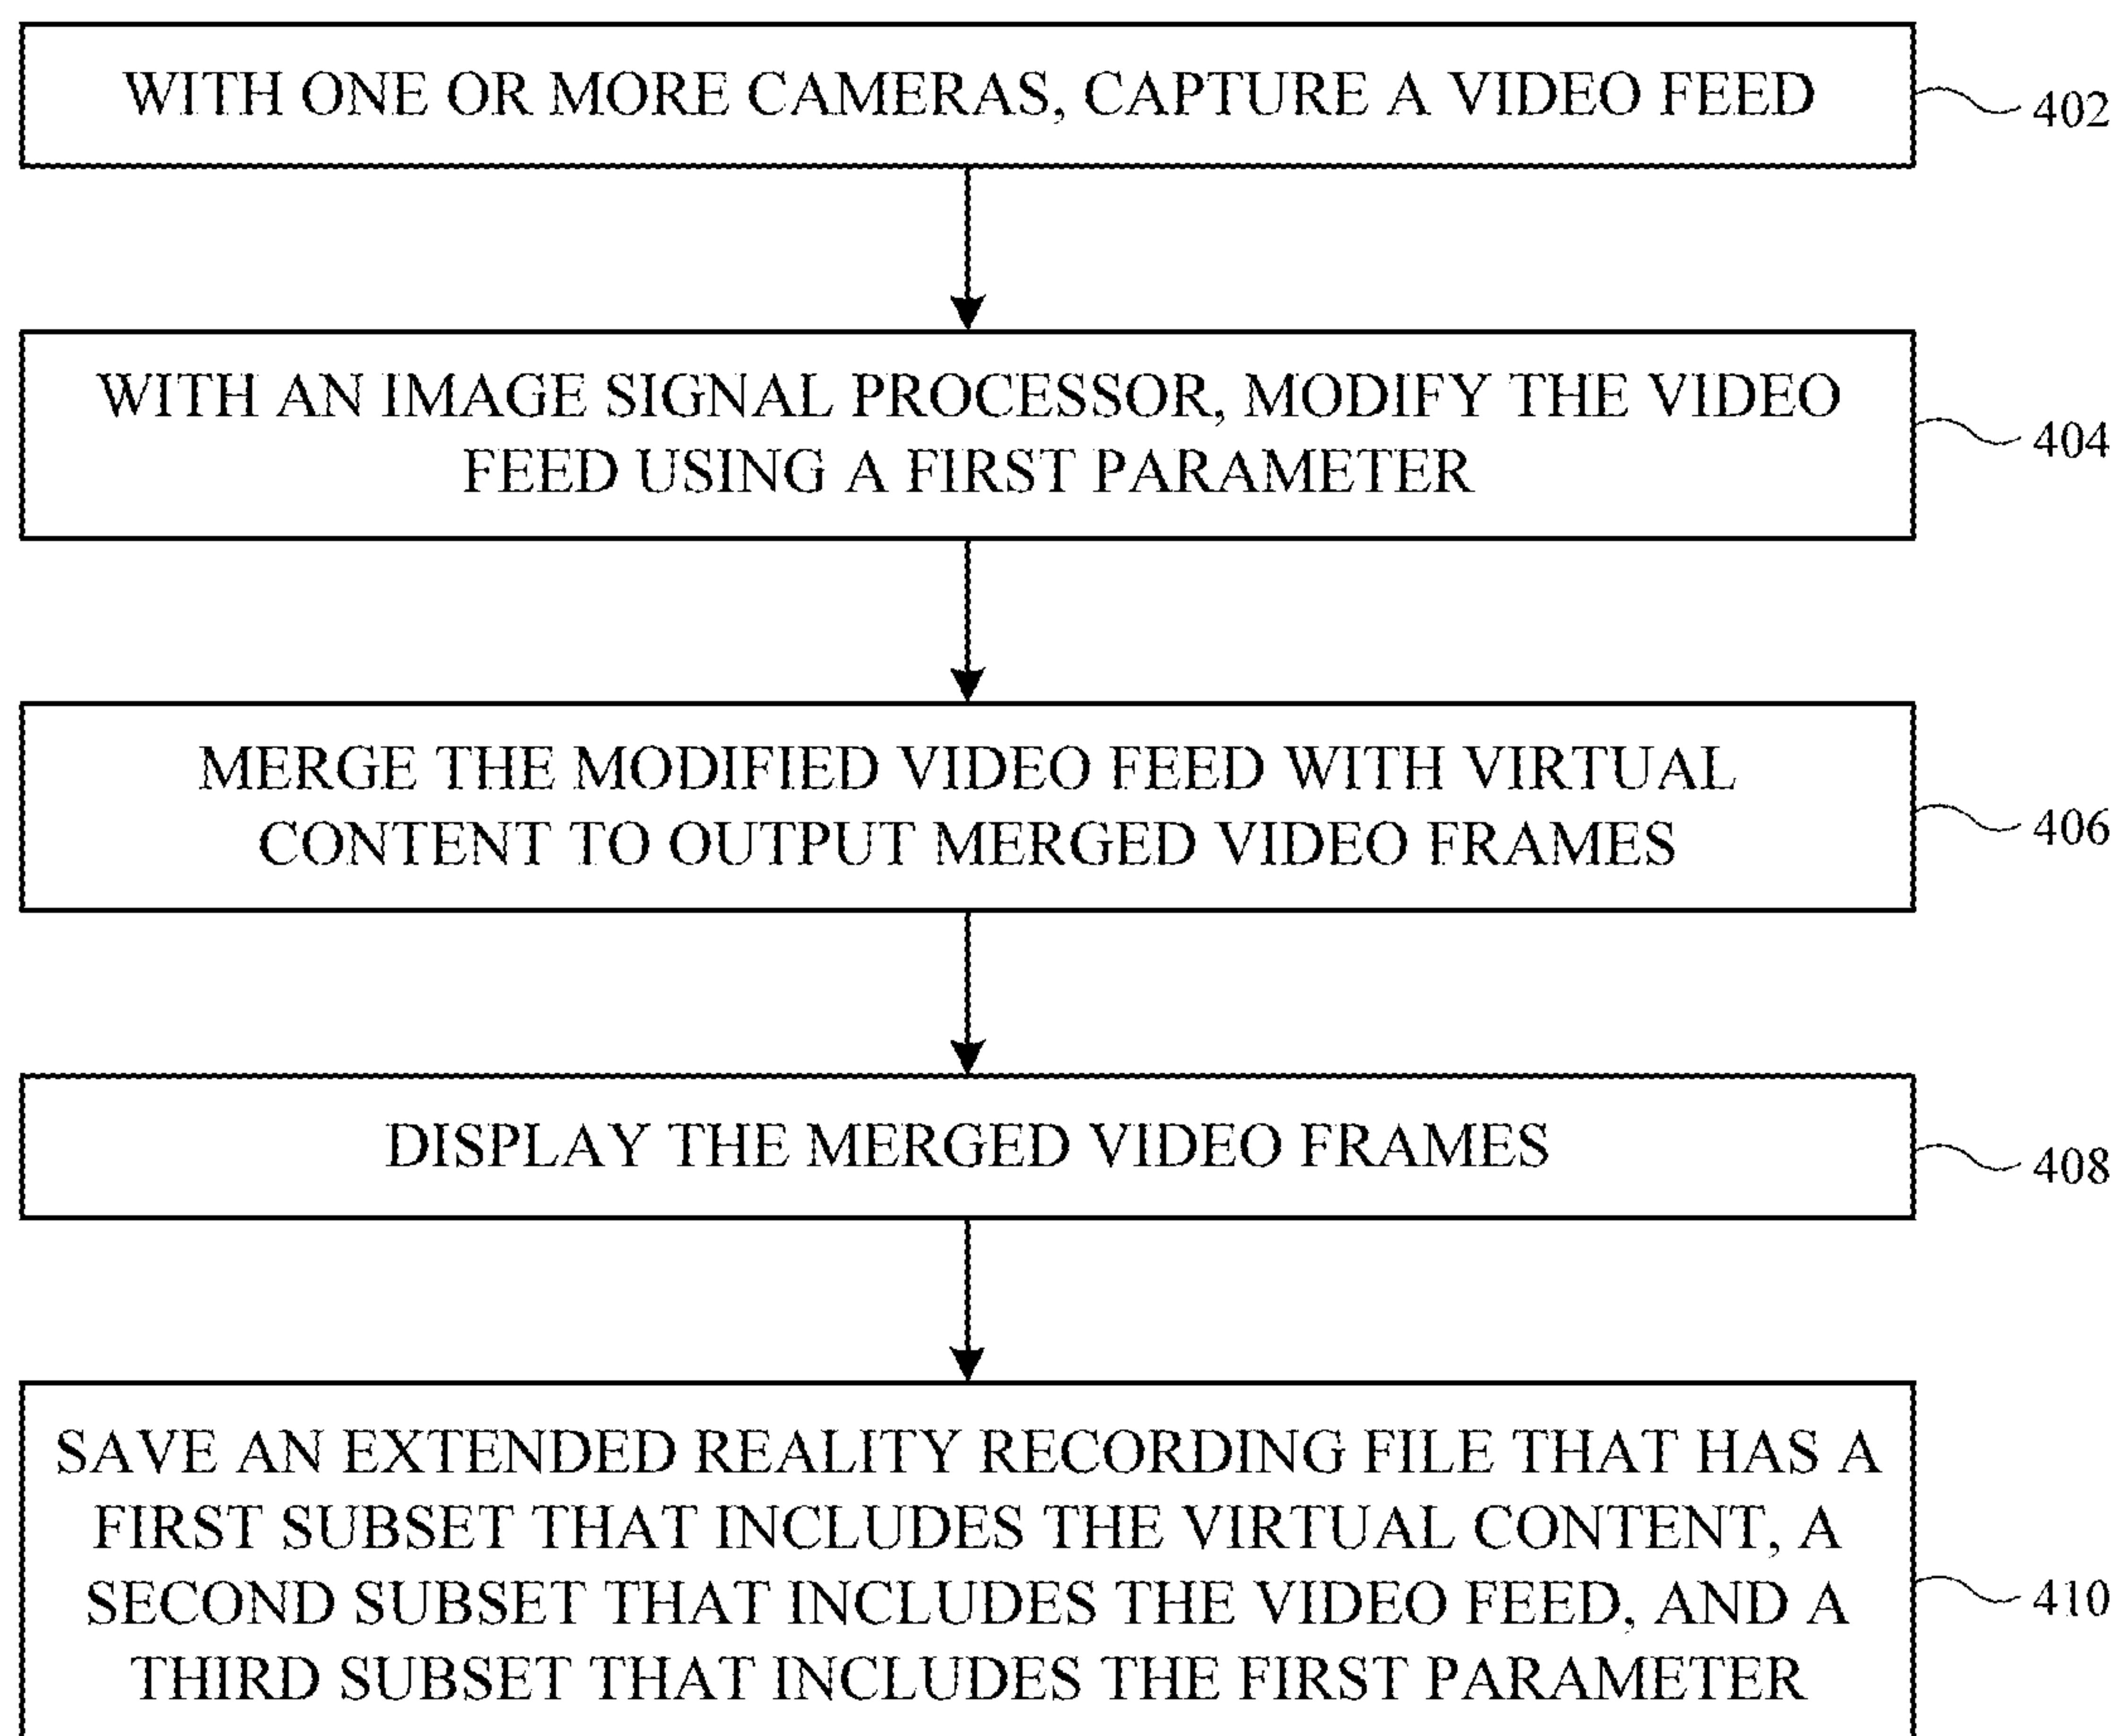 WITH ONE OR MORE CAMERAS, CAPTURE A VIDEO FEED
402
WITH AN IMAGE SIGNAL PROCESSOR, MODIFY THE VIDEO
FEED USING A FIRST PARAMETER
404
MERGE THE MODIFIED VIDEO FEED WITH VIRTUAL
CONTENT TO OUTPUT MERGED VIDEO FRAMES
406
DISPLAY THE MERGED VIDEO FRAMES
408
SAVE AN EXTENDED REALITY RECORDING FILE THAT HAS A
FIRST SUBSET THAT INCLUDES THE VIRTUAL CONTENT, A
SECOND SUBSET THAT INCLUDES THE VIDEO FEED, AND A
THIRD SUBSET THAT INCLUDES THE FIRST PARAMETER
410